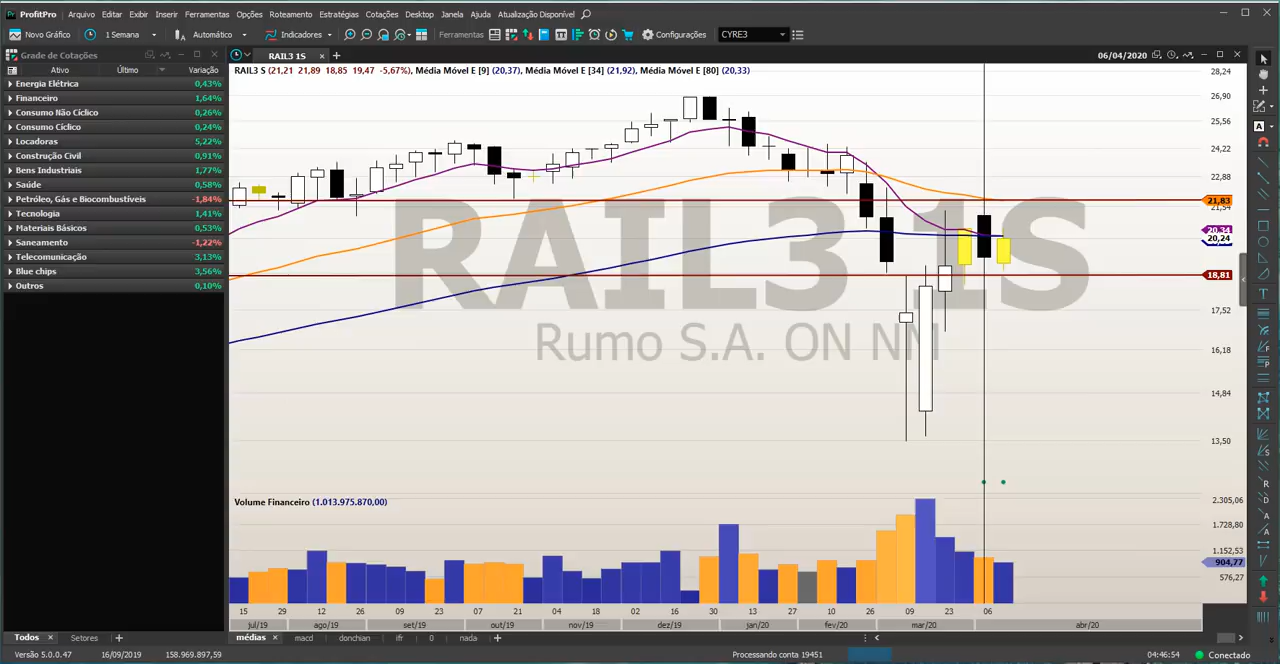 ProfitPro Arquivo Editar Exibir Inserir Ferramentas Opções Roteamento Estratégias Cotações Desktop Janela Ajuda Atualização Disponível
Novo Gráfico 1 Semana Automático Indicadores Ferramentas Configurações CYRE3
Grade de Cotações
Ativo Último Variação
Energia Elétrica 0,43%
Financeiro 1,64%
Consumo Não Cíclico 0,26%
Consumo Cíclico 0,24%
Locadoras 5,22%
Construção Civil 0,91%
Bens Industriais 1,77%
Saúde 0,58%
Petróleo, Gás e Biocombustíveis -1,84%
Tecnologia 1,41%
Materiais Básicos 0,53%
Saneamento -1,22%
Telecomunicação 3,13%
Blue chips 3,56%
Outros 0,10%
RAIL3 1S 06/04/2020
RAIL3 S (21,21 21,89 18,85 19,47 -5,67%), Média Móvel E [9] (20,37), Média Móvel E [34] (21,92), Média Móvel E [80] (20,33)
RAIL3 1S
Rumo S.A. ON NM
28,24
26,90
25,56
24,22
22,88
21,83
21,54
20,34
20,24
18,81
17,52
16,18
14,84
13,50
Volume Financeiro (1.013.975.870,00)
2.305,06
1.728,80
1.152,53
904,77
576,27
15 29 12 26 09 23 07 21 04 18 02 16 30 13 27 10 26 09 23 06
jul/19 ago/19 set/19 out/19 nov/19 dez/19 jan/20 fev/20 mar/20 abr/20
Todos Setores médias macd donchian ifr 0 nada
Versão 5.0.0.47 16/09/2019 158.969.897,59 Processando conta 19451 04:46:54 Conectado